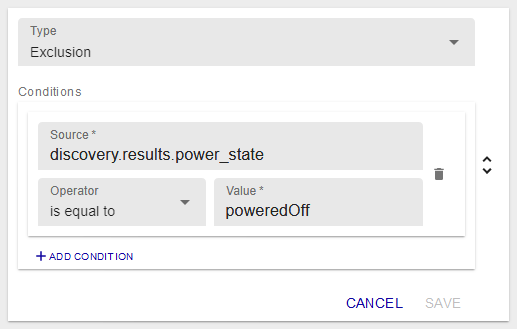 Type
Exclusion
Conditions
Source *
discovery.results.power_state
Operator
is equal to
Value *
poweredOff
+ ADD CONDITION
CANCEL
SAVE